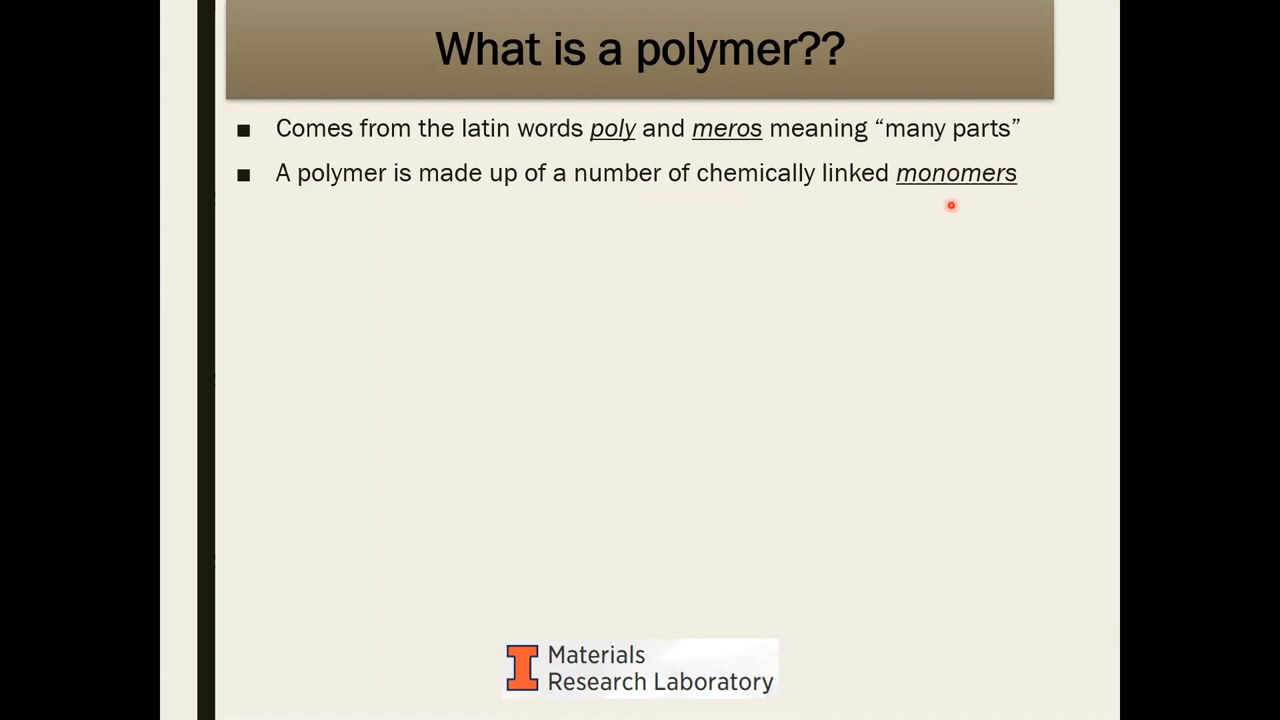 What is a polymer??
■ Comes from the latin words poly and meros meaning “many parts”
■ A polymer is made up of a number of chemically linked monomers
I Materials
Research Laboratory